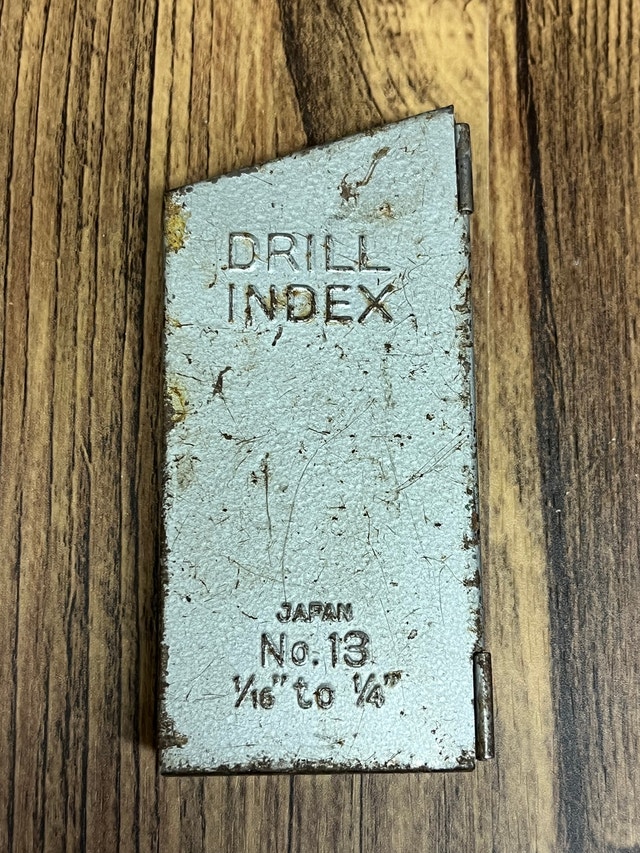 DRILL
INDEX
JAPAN
No. 13
1/16" to 1/4"